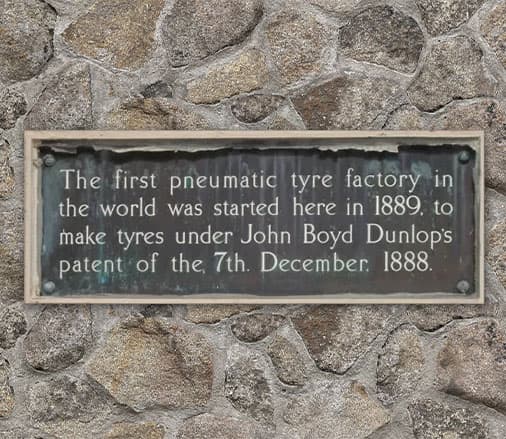 The first pneumatic tyre factory in
the world was started here in 1889, to
make tyres under John Boyd Dunlop's
patent of the 7th. December. 1888.